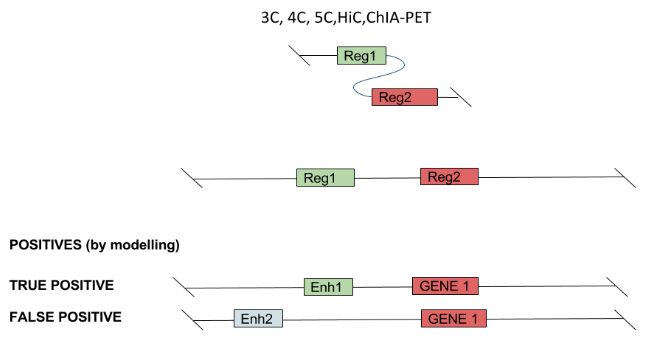 3C, 4C, 5C,HiC,ChIA-PET
Reg1
Reg2
Reg1 Reg2
POSITIVES (by modelling)
TRUE POSITIVE Enh1 GENE 1
FALSE POSITIVE Enh2 GENE 1